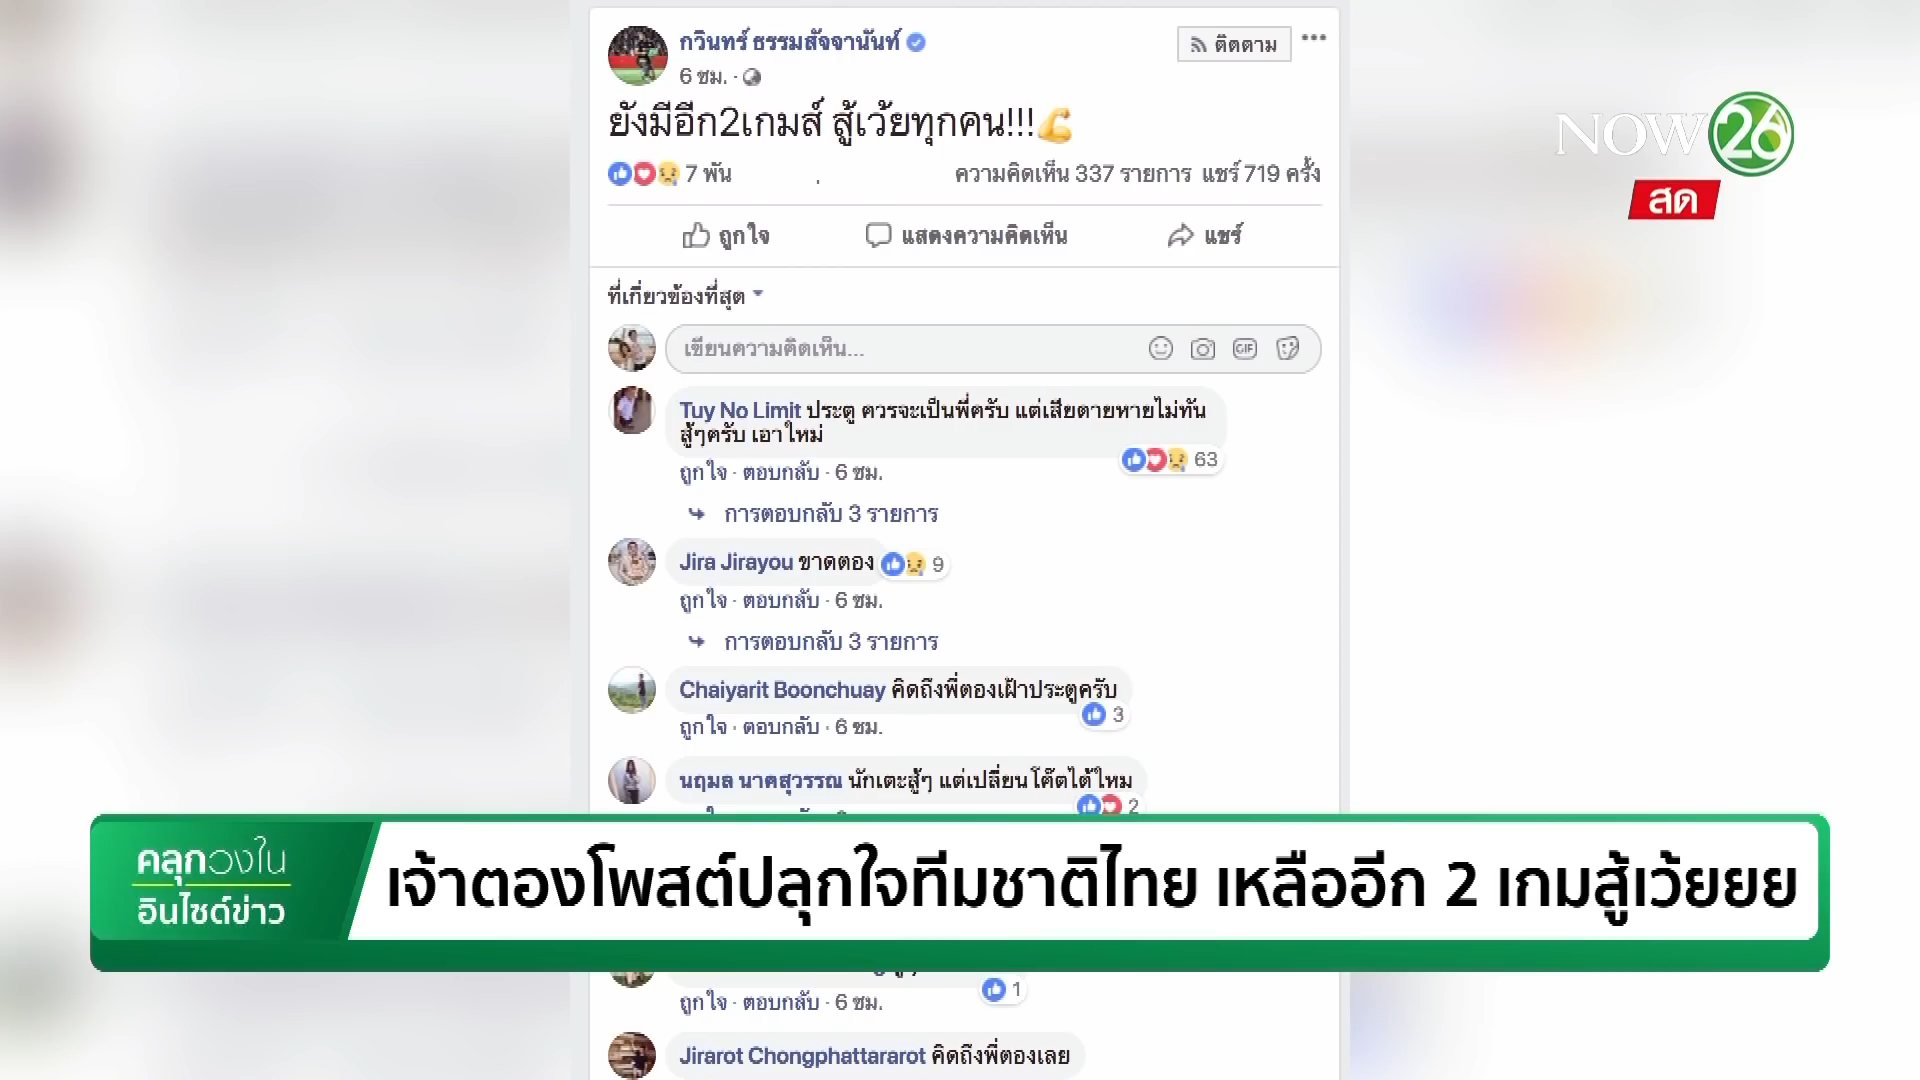 กวินทร์ ธรรมสัจจานันท์
ติดตาม
6 ชม.
ยังมีอีก2เกมส์ สู้เว้ยทุกคน!!!💪
7 พัน
ความคิดเห็น 337 รายการ แชร์ 719 ครั้ง
ถูกใจ แสดงความคิดเห็น แชร์
ที่เกี่ยวข้องที่สุด
เขียนความคิดเห็น...
GIF
Tuy No Limit ประตู ควรจะเป็นพี่ครับ แต่เสียดายหายไม่ทัน
สู้ๆครับ เอาใหม่
63
ถูกใจ · ตอบกลับ · 6 ชม.
การตอบกลับ 3 รายการ
Jira Jirayou ขาดตอง 9
ถูกใจ · ตอบกลับ · 6 ชม.
การตอบกลับ 3 รายการ
Chaiyarit Boonchuay คิดถึงพี่ตองเฝ้าประตูครับ
3
ถูกใจ · ตอบกลับ · 6 ชม.
นฤมล นาคสุวรรณ นักเตะสู้ๆ แต่เปลี่ยนโค๊ตได้ใหม
2
คลุกวงใน
อินไซด์ข่าว
เจ้าตองโพสต์ปลุกใจทีมชาติไทย เหลืออีก 2 เกมสู้เว้ยยย
1
ถูกใจ · ตอบกลับ · 6 ชม.
Jirarot Chongphattararot คิดถึงพี่ตองเลย
NOW26
สด